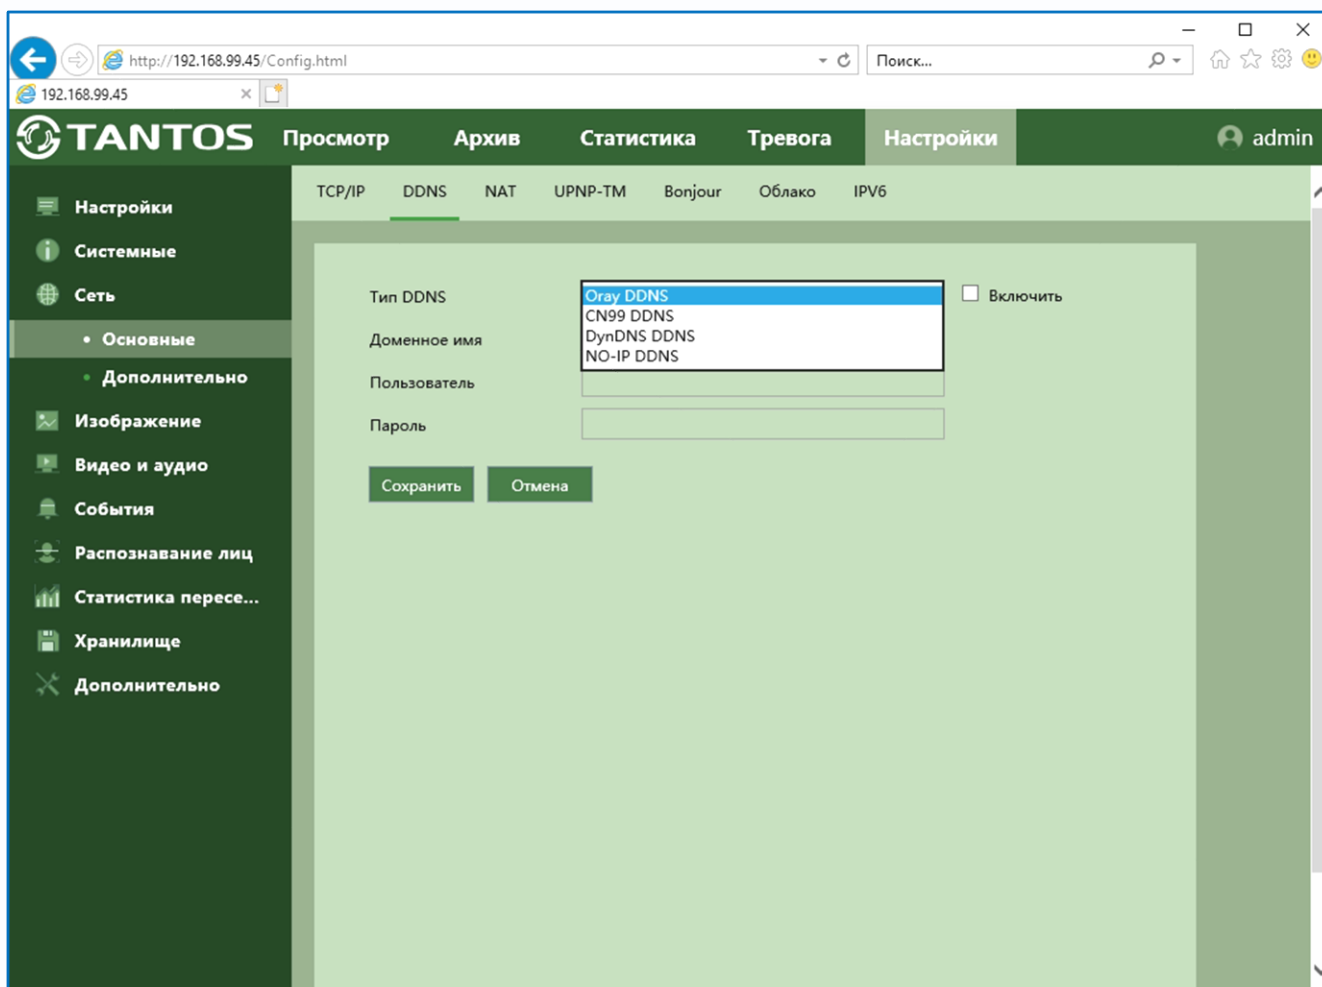 http://192.168.99.45/Config.html
Поиск...
192.168.99.45
TANTOS
Просмотр
Архив
Статистика
Тревога
Настройки
admin
TCP/IP
DDNS
NAT
UPNP-TM
Bonjour
Облако
IPV6
Настройки
Системные
Сеть
• Основные
• Дополнительно
Изображение
Видео и аудио
События
Распознавание лиц
Статистика пересе...
Хранилище
Дополнительно
Тип DDNS
Oray DDNS
CN99 DDNS
DynDNS DDNS
NO-IP DDNS
Включить
Доменное имя
Пользователь
Пароль
Сохранить
Отмена